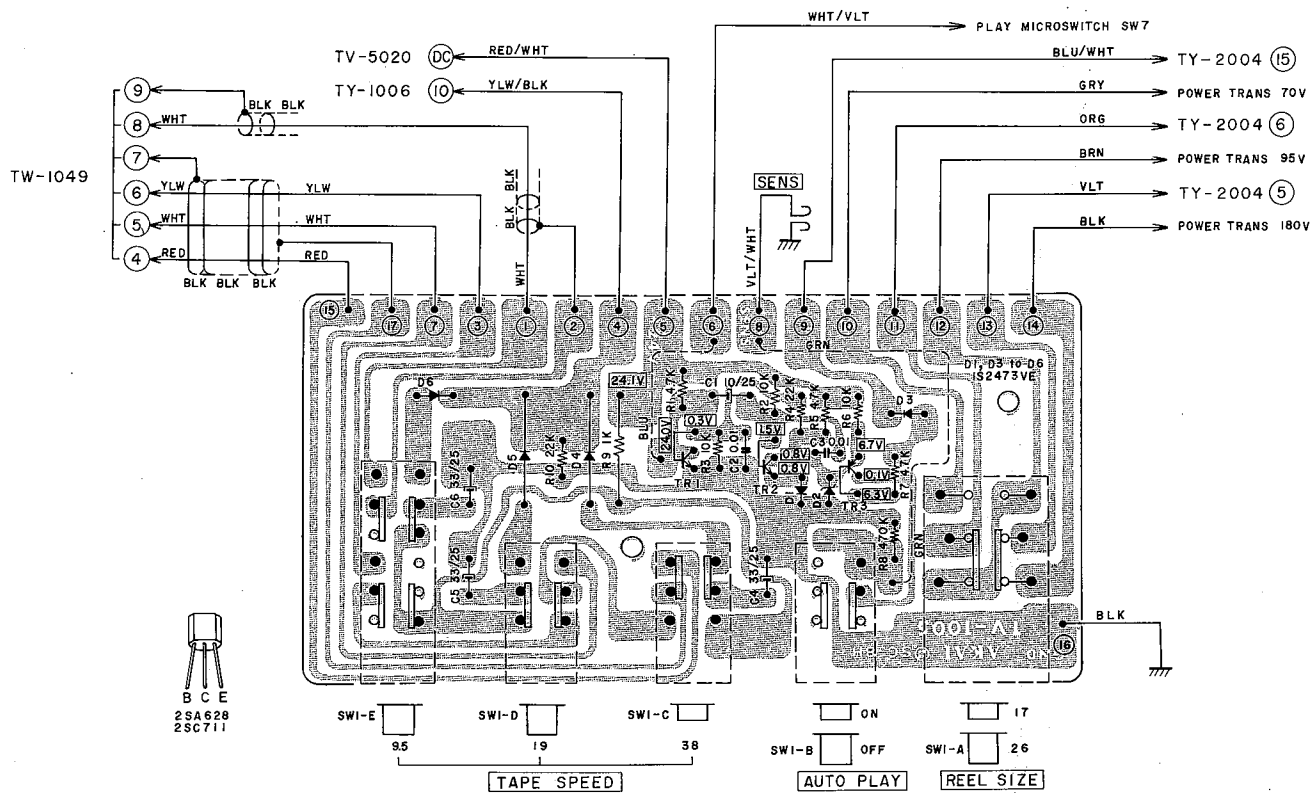 WHT/VLT
PLAY MICROSWITCH SW7
TV-5020 DC RED/WHT
BLU/WHT TY-2004 15
TY-1006 10 YLW/BLK
GRY POWER TRANS 70V
ORG TY-2004 6
BRN POWER TRANS 95V
VLT TY-2004 5
BLK POWER TRANS 180V
TW-1049
9 BLK BLK
8 WHT
7
6 YLW YLW
5 WHT WHT
4 RED RED
BLK BLK BLK
BLK BLK
BLK
WHT
SENS
VLT/WHT
15 17 7 3 1 2 4 5 6 8 9 10 11 12 13 14
GRN
D1, D3 to D6
1S2473VE
D6
24.1V
R1 4.7K
C1 10/25
R2 10K
R4 22K
R5 4.7K
R6 10K
D3
BLU
24.0V
0.3V
R3 10K
C2 0.01
1.5V
0.8V
0.8V
C3 0.01
6.7V
0.1V
6.3V
R7 4.7K
TR1
TR2
TR3
D1
D2
D5
R10 22K
D4
R9 1K
C6 33/25
C5 33/25
C4 33/25
R8 470K
GRN
AKAI
16
BLK
B C E
2SA628
2SC711
SW1-E
9.5
SW1-D
19
SW1-C
38
TAPE SPEED
ON
SW1-B OFF
AUTO PLAY
17
SW1-A 26
REEL SIZE